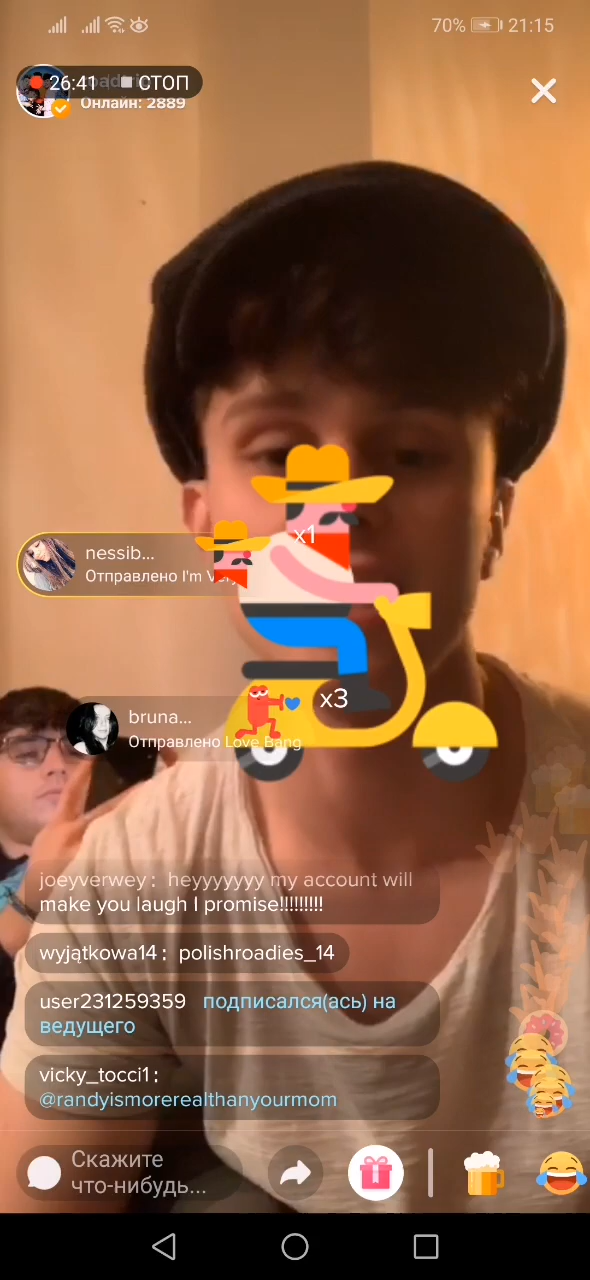 70% 21:15
26:41 СТОП
Онлайн: 2889
x1
nessib...
Отправлено I'm
x3
bruna...
Отправлено Love Bang
joeyverwey : heyyyyyyy my account will
make you laugh I promise!!!!!!!!!
wyjątkowa14 : polishroadies_14
user231259359 подписался(ась) на
ведущего
vicky_tocci1 :
@randyismorerealthanyourmom
Скажите
что-нибудь...